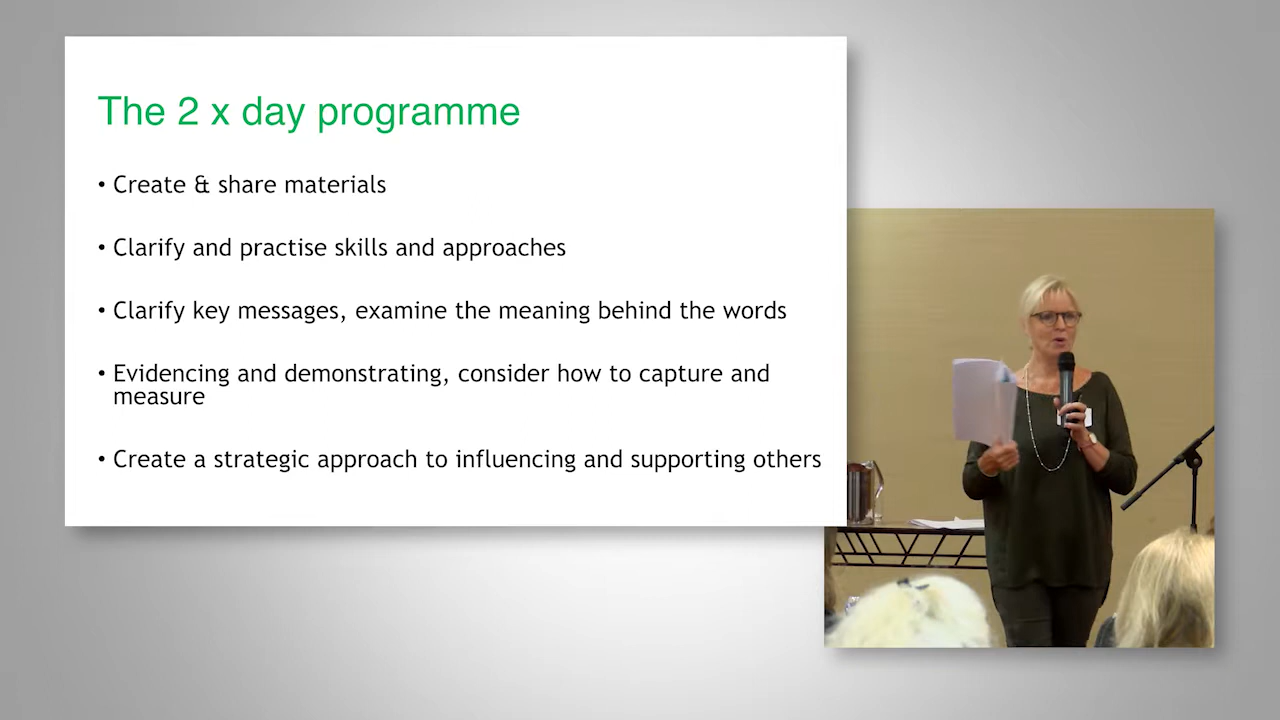 The 2 x day programme
• Create & share materials
• Clarify and practise skills and approaches
• Clarify key messages, examine the meaning behind the words
• Evidencing and demonstrating, consider how to capture and
measure
• Create a strategic approach to influencing and supporting others